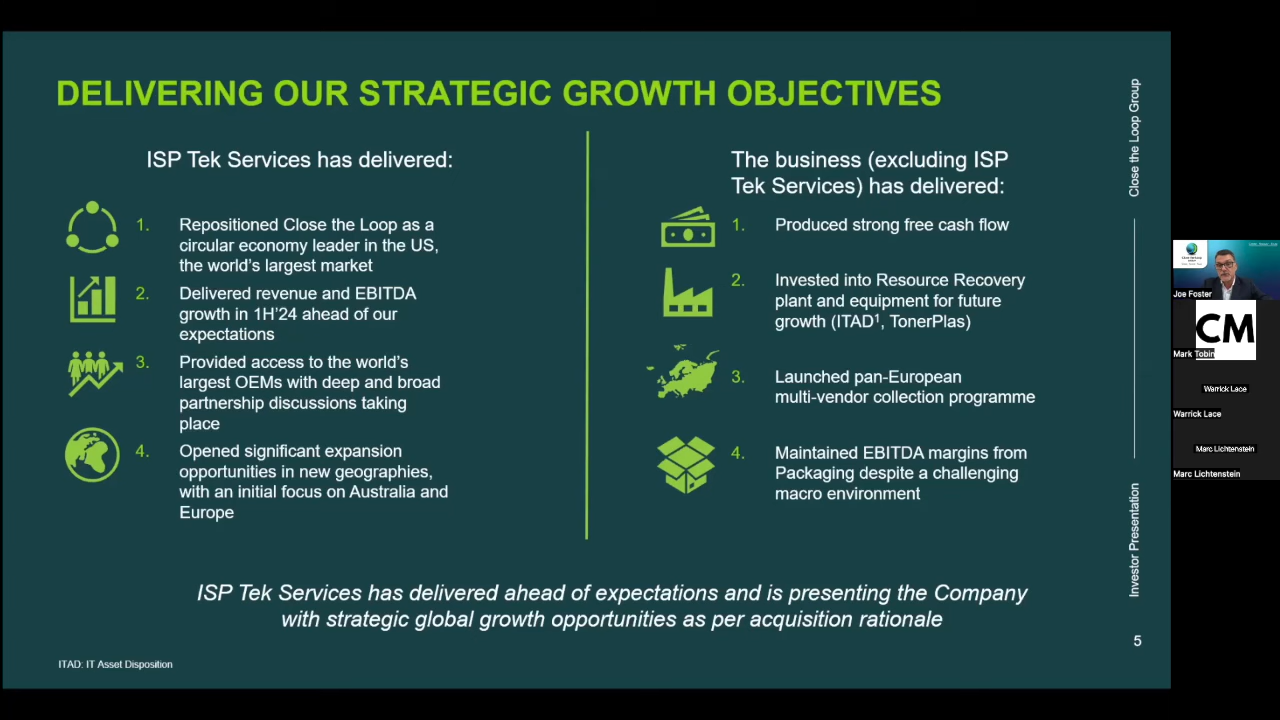 DELIVERING OUR STRATEGIC GROWTH OBJECTIVES
ISP Tek Services has delivered:
1. Repositioned Close the Loop as a
circular economy leader in the US,
the world's largest market
2. Delivered revenue and EBITDA
growth in 1H'24 ahead of our
expectations
3. Provided access to the world's
largest OEMs with deep and broad
partnership discussions taking
place
4. Opened significant expansion
opportunities in new geographies,
with an initial focus on Australia and
Europe
The business (excluding ISP
Tek Services) has delivered:
1. Produced strong free cash flow
2. Invested into Resource Recovery
plant and equipment for future
growth (ITAD¹, TonerPlas)
3. Launched pan-European
multi-vendor collection programme
4. Maintained EBITDA margins from
Packaging despite a challenging
macro environment
ISP Tek Services has delivered ahead of expectations and is presenting the Company
with strategic global growth opportunities as per acquisition rationale
ITAD: IT Asset Disposition
Close the Loop Group
Investor Presentation
5
Joe Foster
CM
Mark Tobin
Warrick Lace
Warrick Lace
Marc Lichtenstein
Marc Lichtenstein